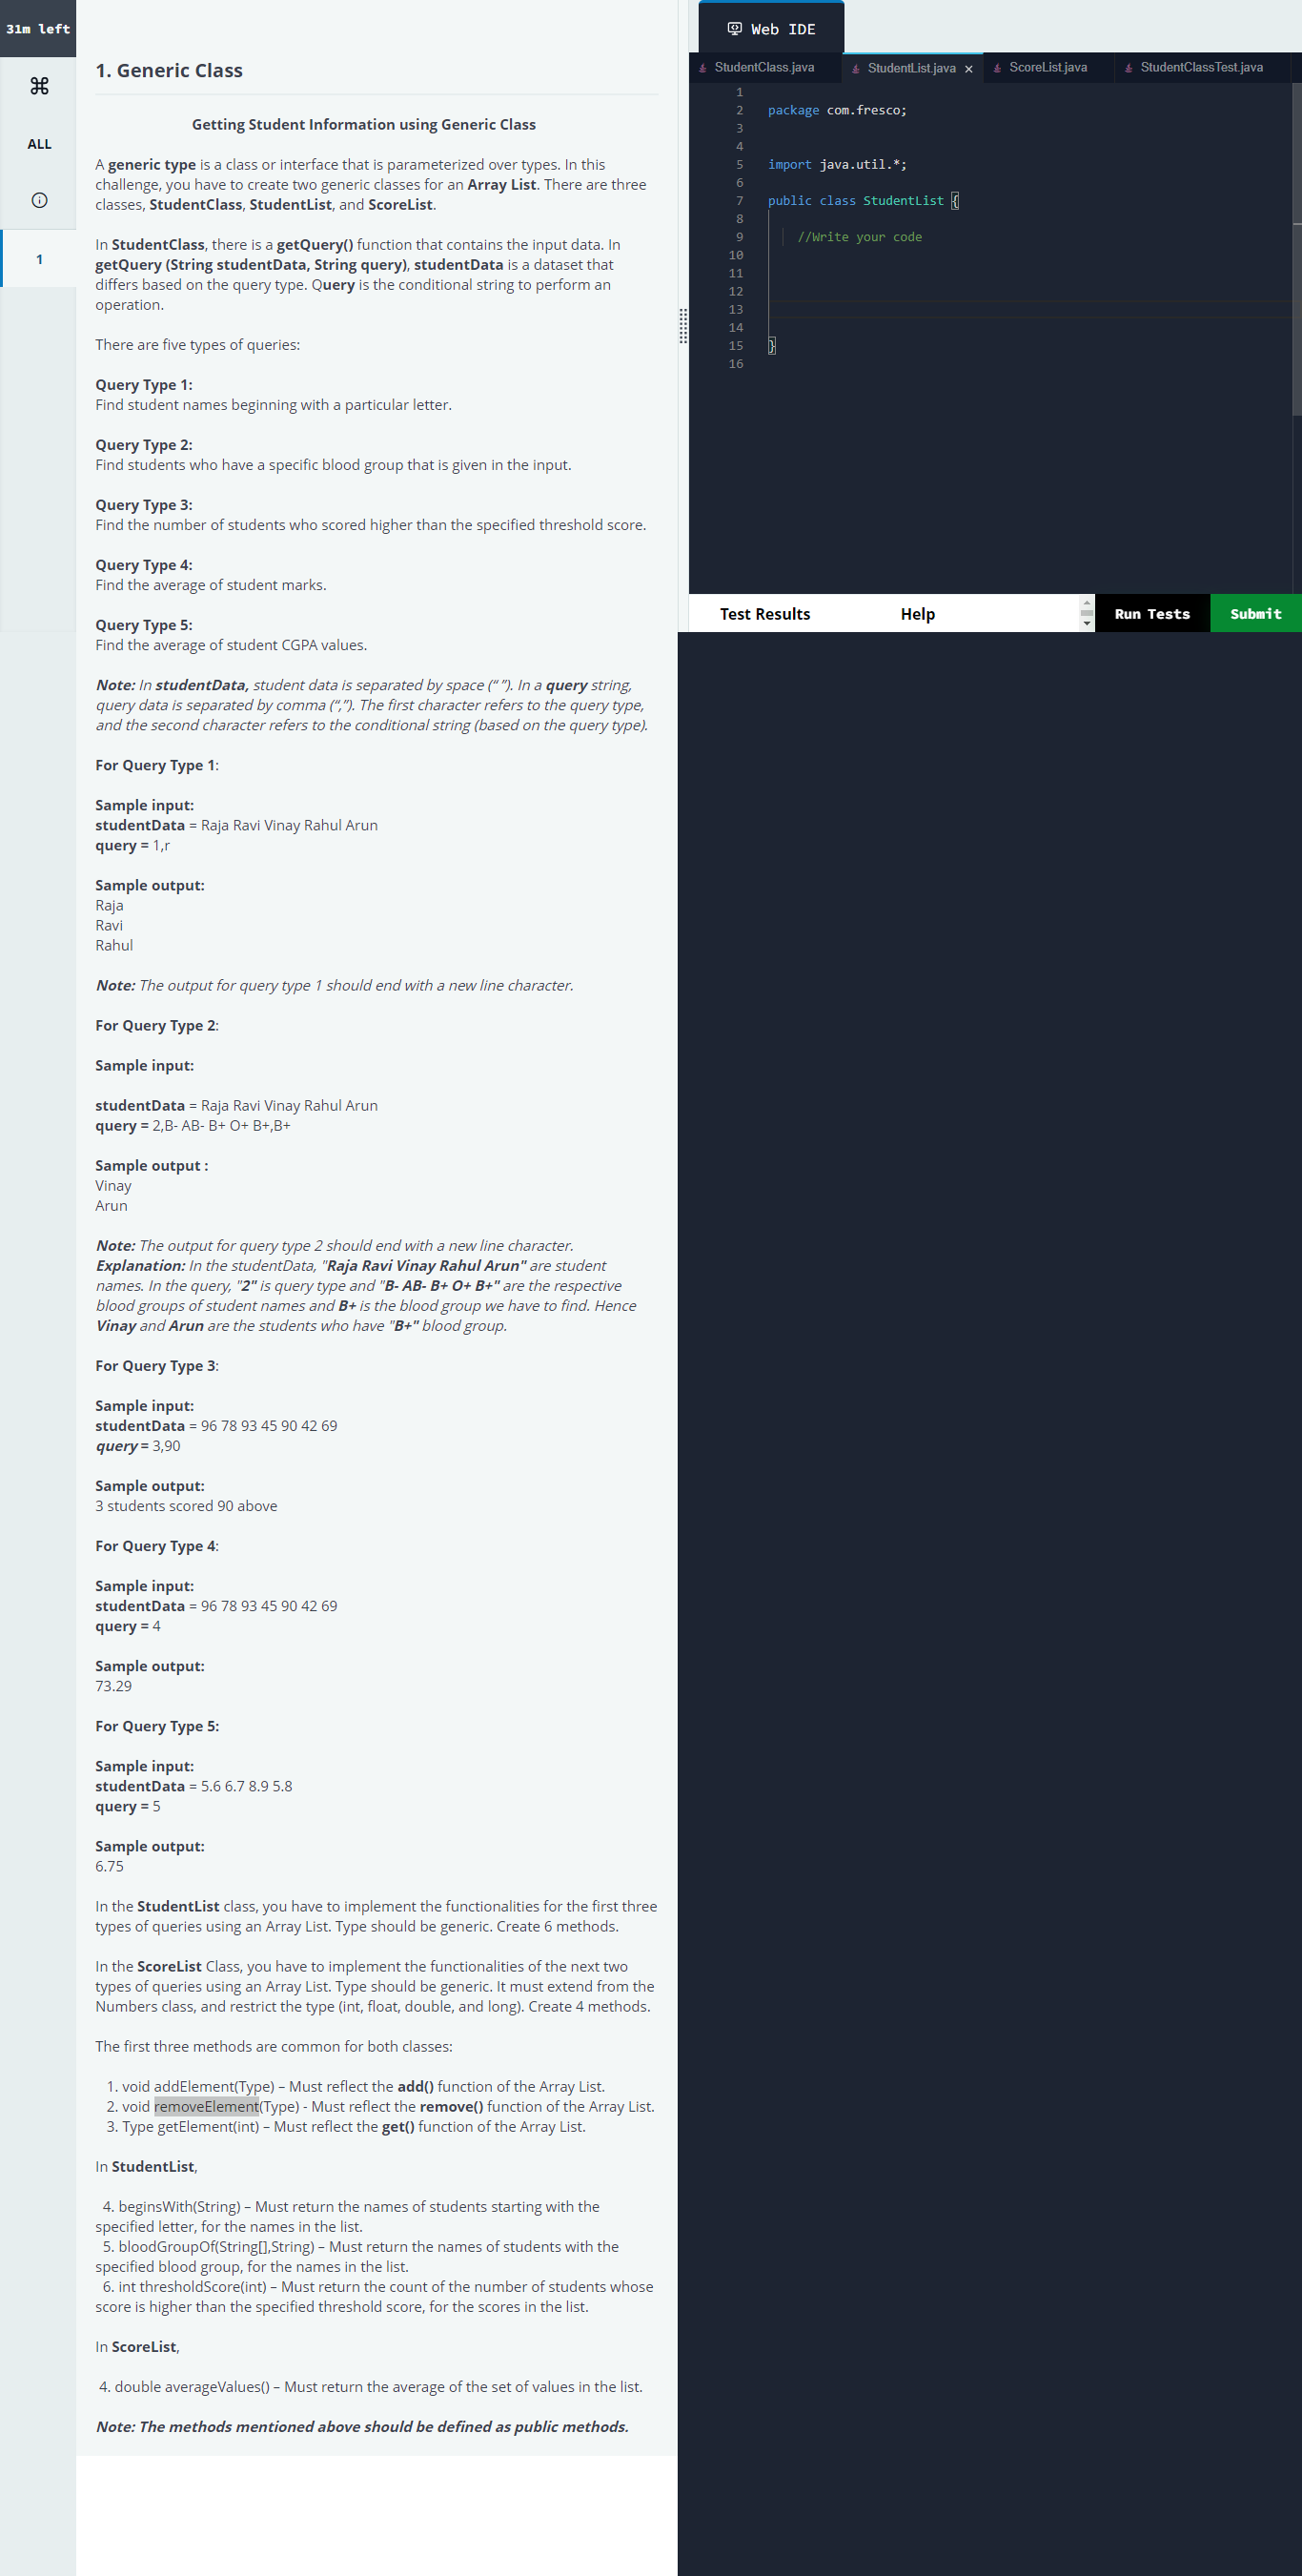 31m left
ALL
1
1. Generic Class
Getting Student Information using Generic Class
A generic type is a class or interface that is parameterized over types. In this
challenge, you have to create two generic classes for an Array List. There are three
classes, StudentClass, StudentList, and ScoreList.
In StudentClass, there is a getQuery() function that contains the input data. In
getQuery (String studentData, String query), studentData is a dataset that
differs based on the query type. Query is the conditional string to perform an
operation.
There are five types of queries:
Query Type 1:
Find student names beginning with a particular letter.
Query Type 2:
Find students who have a specific blood group that is given in the input.
Query Type 3:
Find the number of students who scored higher than the specified threshold score.
Query Type 4:
Find the average of student marks.
Query Type 5:
Find the average of student CGPA values.
Note: In studentData, student data is separated by space (“ ”). In a query string,
query data is separated by comma (“,”). The first character refers to the query type,
and the second character refers to the conditional string (based on the query type).
For Query Type 1:
Sample input:
studentData = Raja Ravi Vinay Rahul Arun
query = 1,r
Sample output:
Raja
Ravi
Rahul
Note: The output for query type 1 should end with a new line character.
For Query Type 2:
Sample input:
studentData = Raja Ravi Vinay Rahul Arun
query = 2,B- AB- B+ O+ B+,B+
Sample output :
Vinay
Arun
Note: The output for query type 2 should end with a new line character.
Explanation: In the studentData, "Raja Ravi Vinay Rahul Arun" are student
names. In the query, "2" is query type and "B- AB- B+ O+ B+" are the respective
blood groups of student names and B+ is the blood group we have to find. Hence
Vinay and Arun are the students who have "B+" blood group.
For Query Type 3:
Sample input:
studentData = 96 78 93 45 90 42 69
query = 3,90
Sample output:
3 students scored 90 above
For Query Type 4:
Sample input:
studentData = 96 78 93 45 90 42 69
query = 4
Sample output:
73.29
For Query Type 5:
Sample input:
studentData = 5.6 6.7 8.9 5.8
query = 5
Sample output:
6.75
In the StudentList class, you have to implement the functionalities for the first three
types of queries using an Array List. Type should be generic. Create 6 methods.
In the ScoreList Class, you have to implement the functionalities of the next two
types of queries using an Array List. Type should be generic. It must extend from the
Numbers class, and restrict the type (int, float, double, and long). Create 4 methods.
The first three methods are common for both classes:
1. void addElement(Type) – Must reflect the add() function of the Array List.
2. void removeElement(Type) - Must reflect the remove() function of the Array List.
3. Type getElement(int) – Must reflect the get() function of the Array List.
In StudentList,
4. beginsWith(String) – Must return the names of students starting with the
specified letter, for the names in the list.
5. bloodGroupOf(String[],String) – Must return the names of students with the
specified blood group, for the names in the list.
6. int thresholdScore(int) – Must return the count of the number of students whose
score is higher than the specified threshold score, for the scores in the list.
In ScoreList,
4. double averageValues() – Must return the average of the set of values in the list.
Note: The methods mentioned above should be defined as public methods.
Web IDE
StudentClass.java StudentList.java × ScoreList.java StudentClassTest.java
1
2 package com.fresco;
3
4
5 import java.util.*;
6
7 public class StudentList {
8
9 //Write your code
10
11
12
13
14
15 }
16
Test Results Help Run Tests Submit